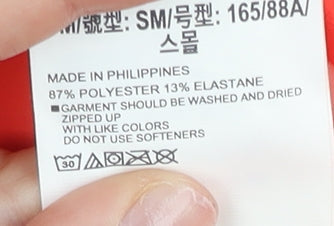 M/號型: SM/号型: 165/88A/
스몰
MADE IN PHILIPPINES
87% POLYESTER 13% ELASTANE
■GARMENT SHOULD BE WASHED AND DRIED
ZIPPED UP
WITH LIKE COLORS
DO NOT USE SOFTENERS
30